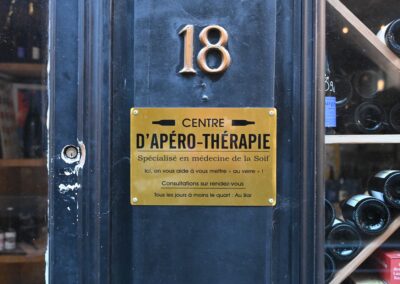 18
CENTRE
D'APÉRO-THÉRAPIE
Spécialisé en médecine de la Soif
Ici, on vous aide à vous mettre « au verre » !
Consultations sur rendez-vous
Tous les jours à moins le quart : Au Bar